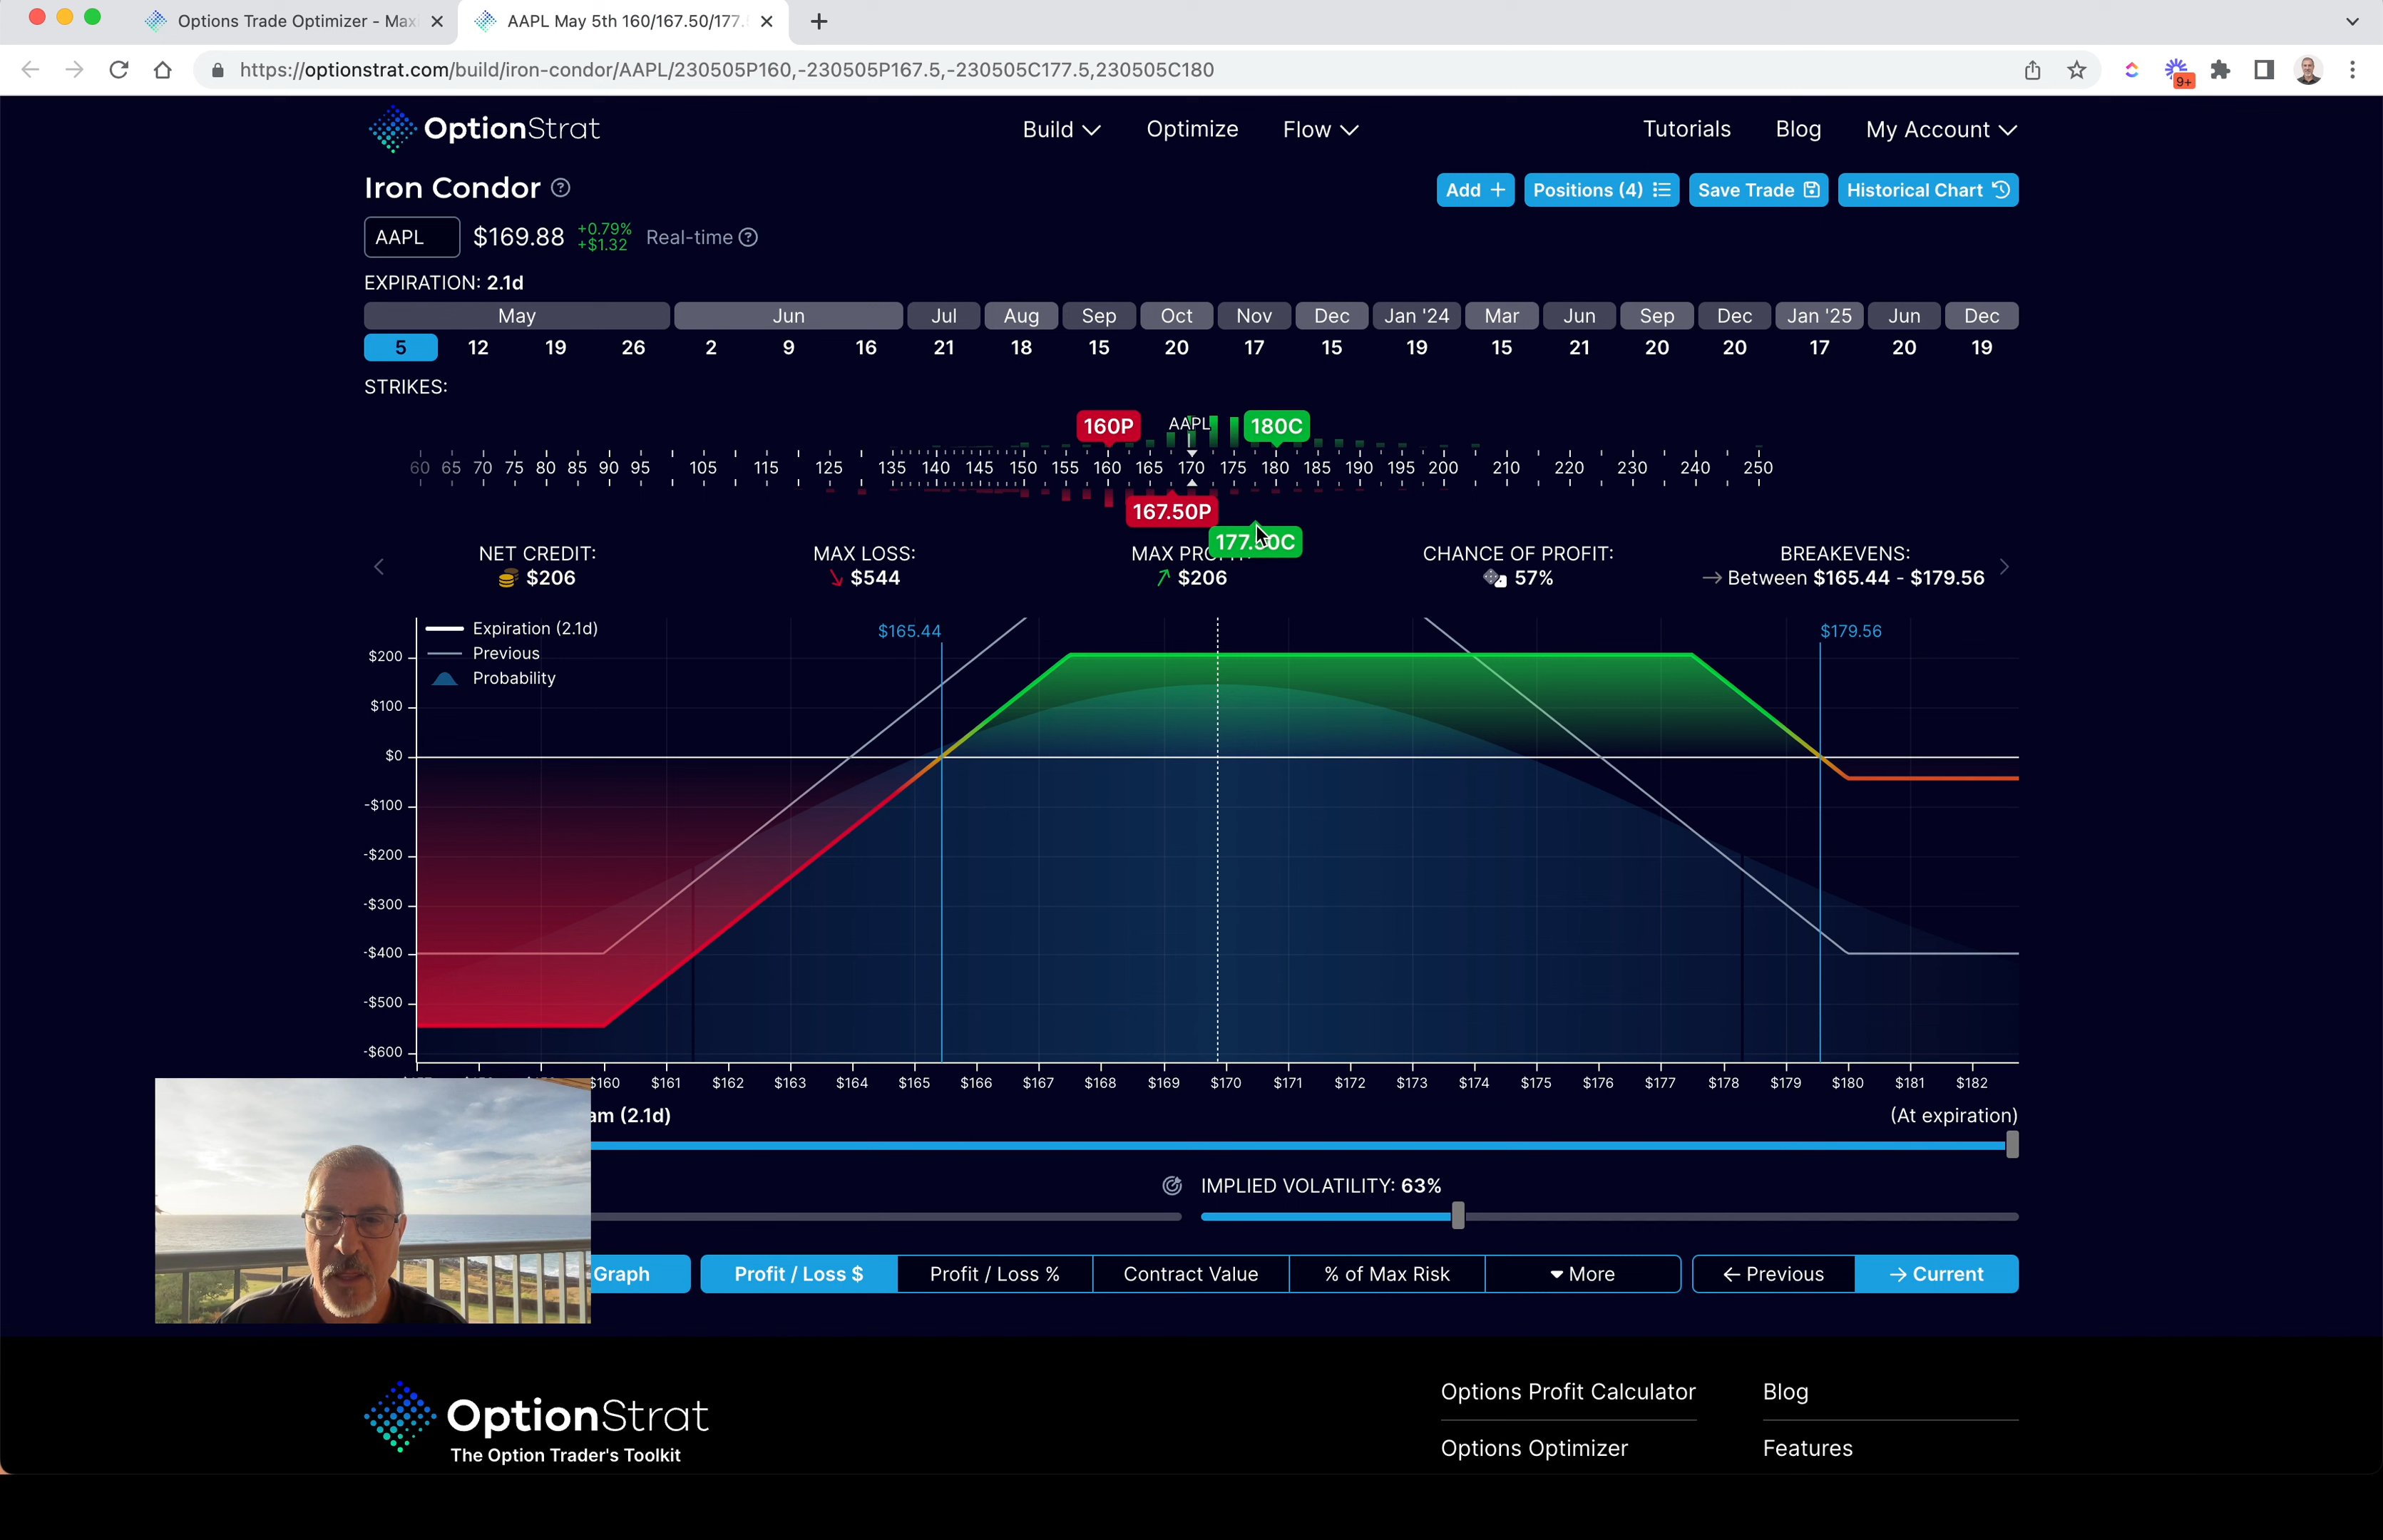 Options Trade Optimizer - Max
AAPL May 5th 160/167.50/177.
https://optionstrat.com/build/iron-condor/AAPL/230505P160,-230505P167.5,-230505C177.5,230505C180
9+
OptionStrat
Build
Optimize
Flow
Tutorials
Blog
My Account
Iron Condor ?
Add +
Positions (4)
Save Trade
Historical Chart
AAPL
$169.88
+0.79%
+$1.32
Real-time ?
EXPIRATION: 2.1d
May Jun Jul Aug Sep Oct Nov Dec Jan '24 Mar Jun Sep Dec Jan '25 Jun Dec
5 12 19 26 2 9 16 21 18 15 20 17 15 19 15 21 20 20 17 20 19
STRIKES:
160P AAPL 180C
60 65 70 75 80 85 90 95 105 115 125 135 140 145 150 155 160 165 170 175 180 185 190 195 200 210 220 230 240 250
167.50P
177.50C
NET CREDIT: MAX LOSS: MAX PROFIT: CHANCE OF PROFIT: BREAKEVENS:
$206 $544 $206 57% Between $165.44 - $179.56
Expiration (2.1d)
Previous
Probability
$165.44
$179.56
$200
$100
$0
-$100
-$200
-$300
-$400
-$500
-$600
$160 $161 $162 $163 $164 $165 $166 $167 $168 $169 $170 $171 $172 $173 $174 $175 $176 $177 $178 $179 $180 $181 $182
am (2.1d)
(At expiration)
IMPLIED VOLATILITY: 63%
Graph
Profit / Loss $
Profit / Loss %
Contract Value
% of Max Risk
More
Previous
Current
OptionStrat
The Option Trader's Toolkit
Options Profit Calculator
Blog
Options Optimizer
Features